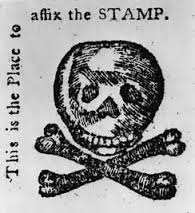 This is the Place to
affix the STAMP.